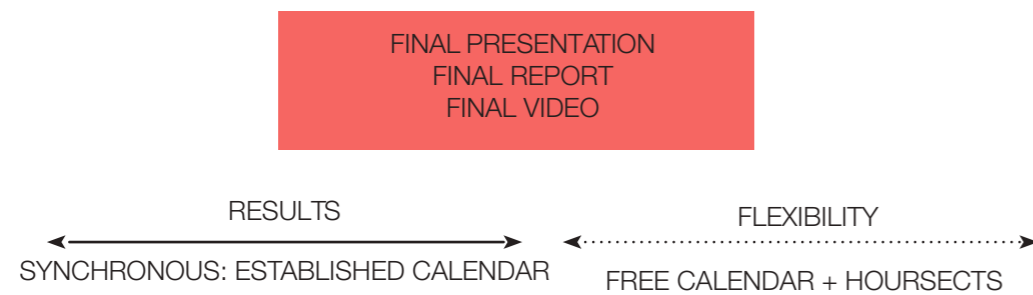 FINAL PRESENTATION
FINAL REPORT
FINAL VIDEO
RESULTS
SYNCHRONOUS: ESTABLISHED CALENDAR
FLEXIBILITY
FREE CALENDAR + HOURSECTS